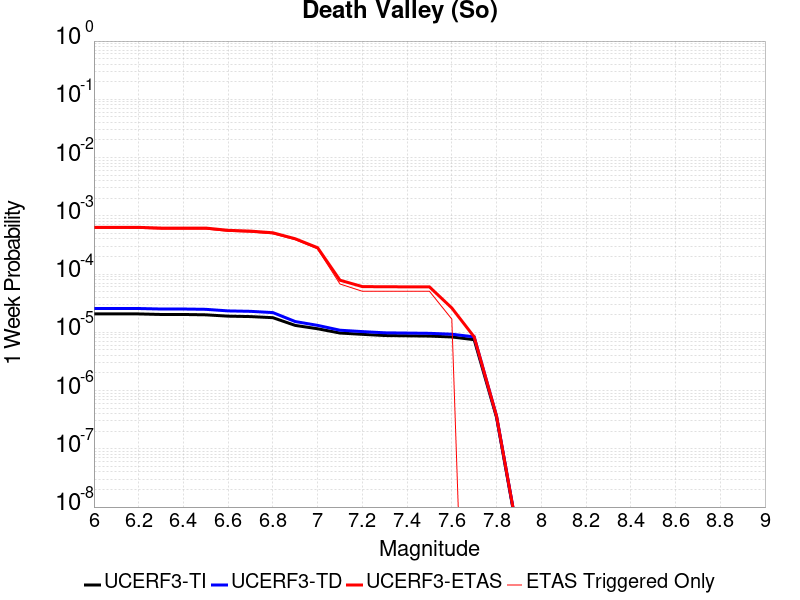 Death Valley (So)
10^0
10^-1
10^-2
10^-3
10^-4
10^-5
10^-6
10^-7
10^-8
1 Week Probability
6 6.2 6.4 6.6 6.8 7 7.2 7.4 7.6 7.8 8 8.2 8.4 8.6 8.8 9
Magnitude
UCERF3-TI UCERF3-TD UCERF3-ETAS ETAS Triggered Only